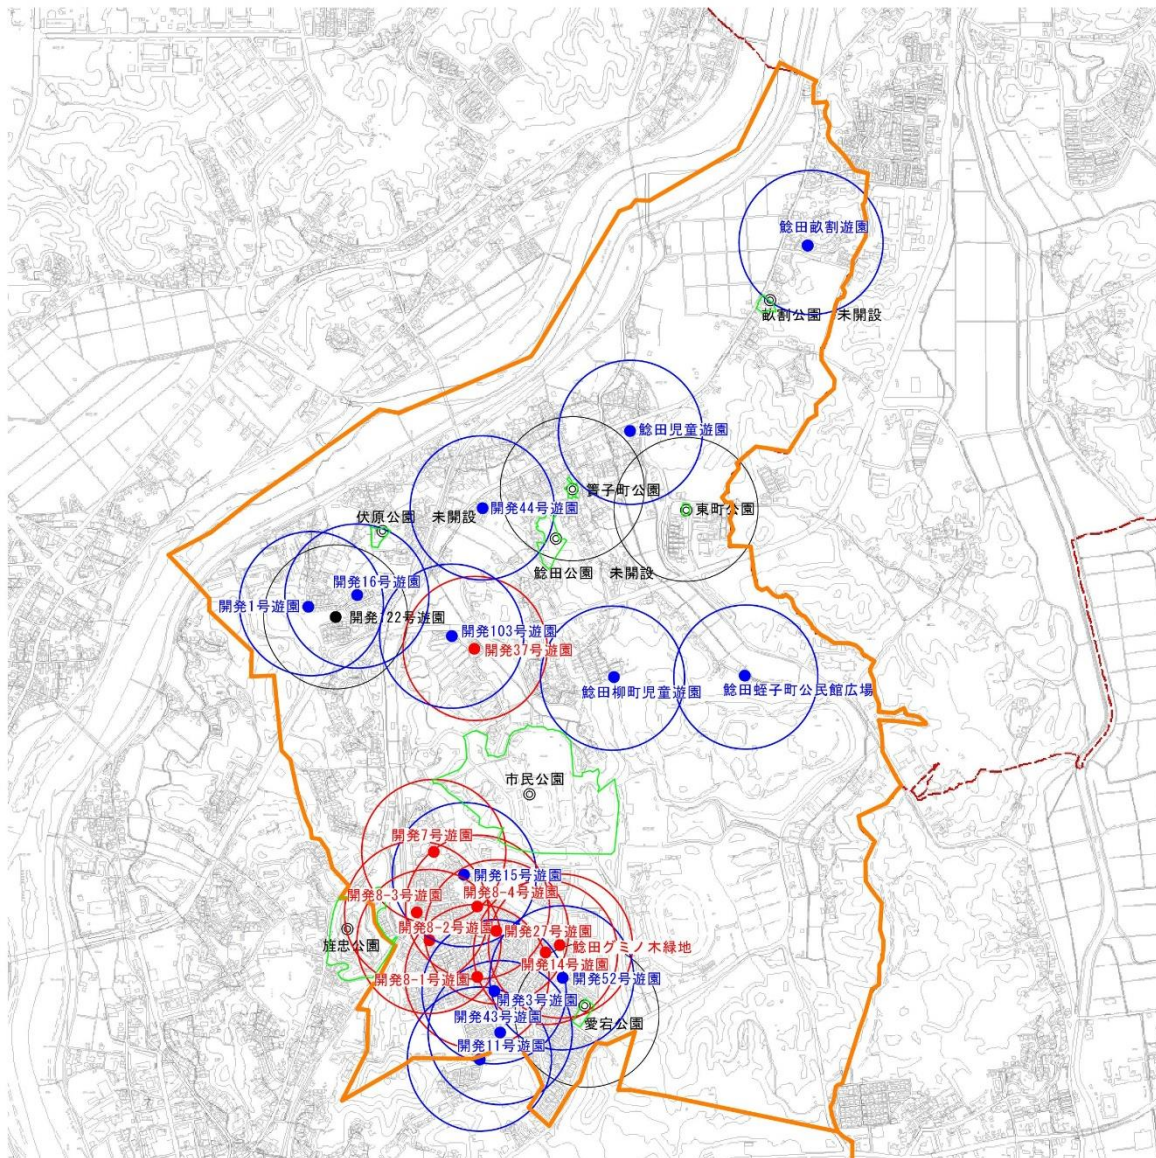 鯰田畝割遊園
畝割公園　未開設
鯰田児童遊園
簀子町公園
東町公園
開発44号遊園
伏原公園　未開設
鯰田公園　未開設
開発16号遊園
開発1号遊園
開発122号遊園
開発103号遊園
開発37号遊園
鯰田柳町児童遊園
鯰田蛭子町公民館広場
市民公園
開発7号遊園
開発15号遊園
開発8-3号遊園
開発8-4号遊園
開発8-2号遊園
開発27号遊園
旌忠公園
鯰田グミノ木緑地
開発14号遊園
開発8-1号遊園
開発52号遊園
開発3号遊園
開発43号遊園
愛宕公園
開発11号遊園